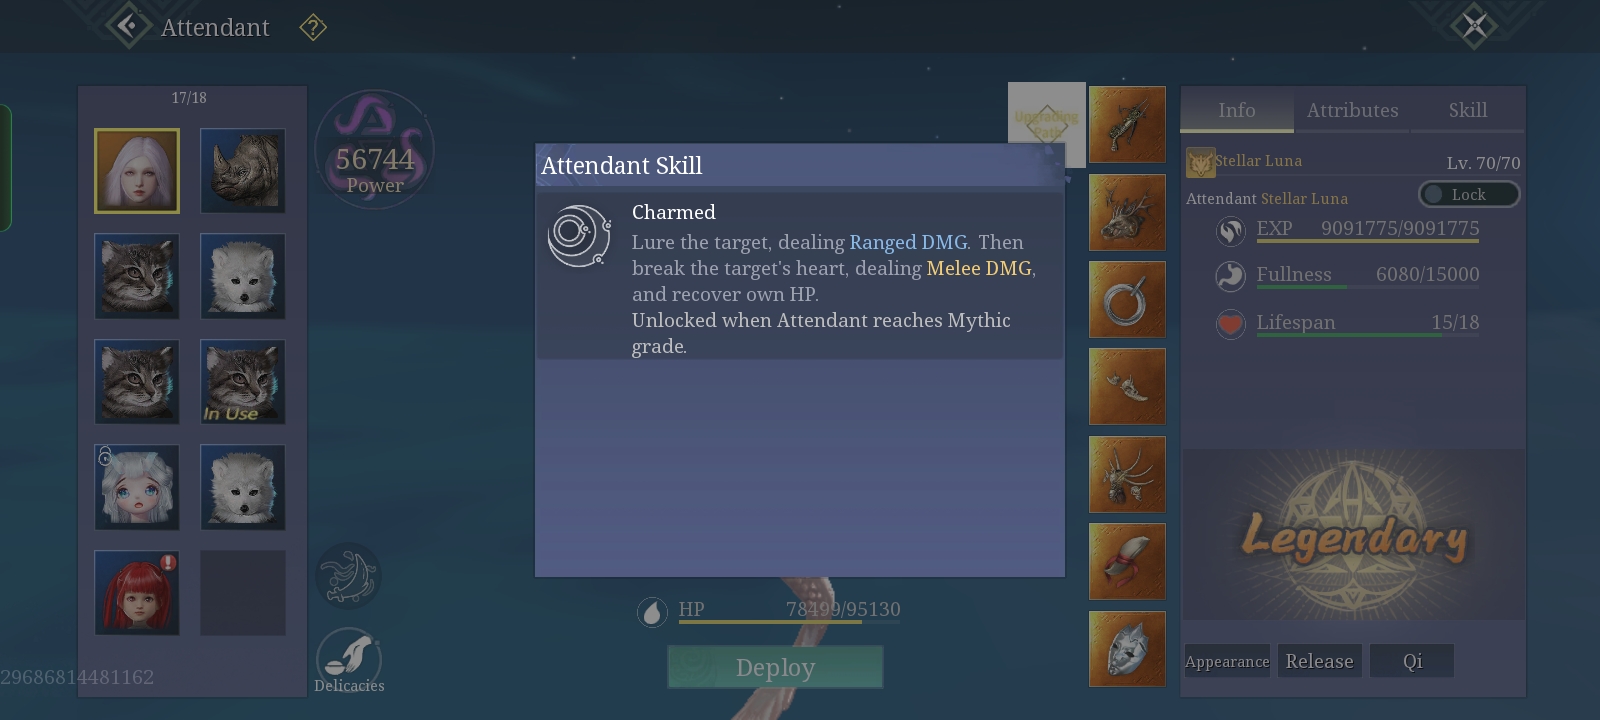 Attendant
?
17/18
56744
Power
Upgrading
Path
Attendant Skill
Charmed
Lure the target, dealing Ranged DMG. Then
break the target's heart, dealing Melee DMG,
and recover own HP.
Unlocked when Attendant reaches Mythic
grade.
In Use
29686814481162
Delicacies
HP 78499/95130
Deploy
Info Attributes Skill
Stellar Luna Lv. 70/70
Attendant Stellar Luna Lock
EXP 9091775/9091775
Fullness 6080/15000
Lifespan 15/18
Legendary
Appearance Release Qi